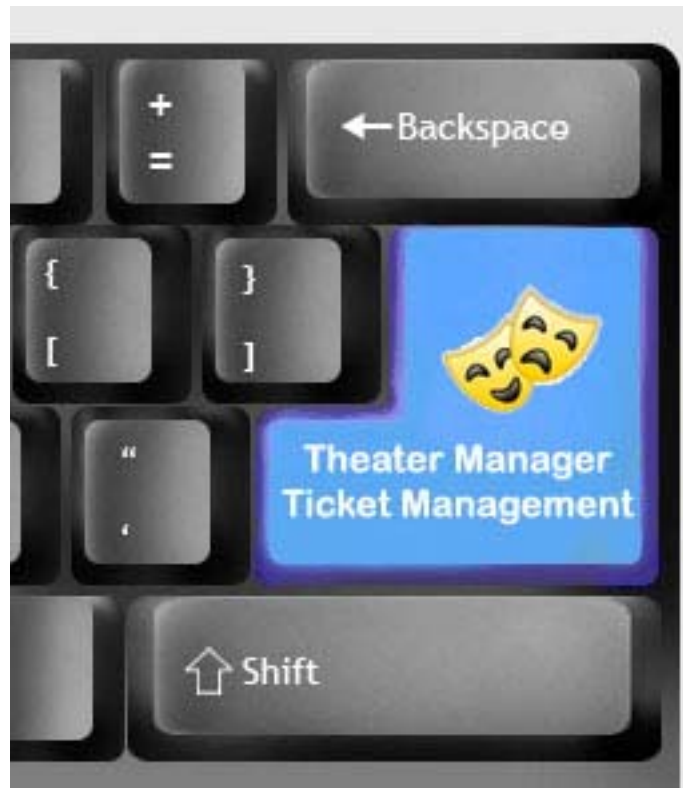 +
=
←Backspace
{
[
}
]
Theater Manager
Ticket Management
“
‘
⇧ Shift